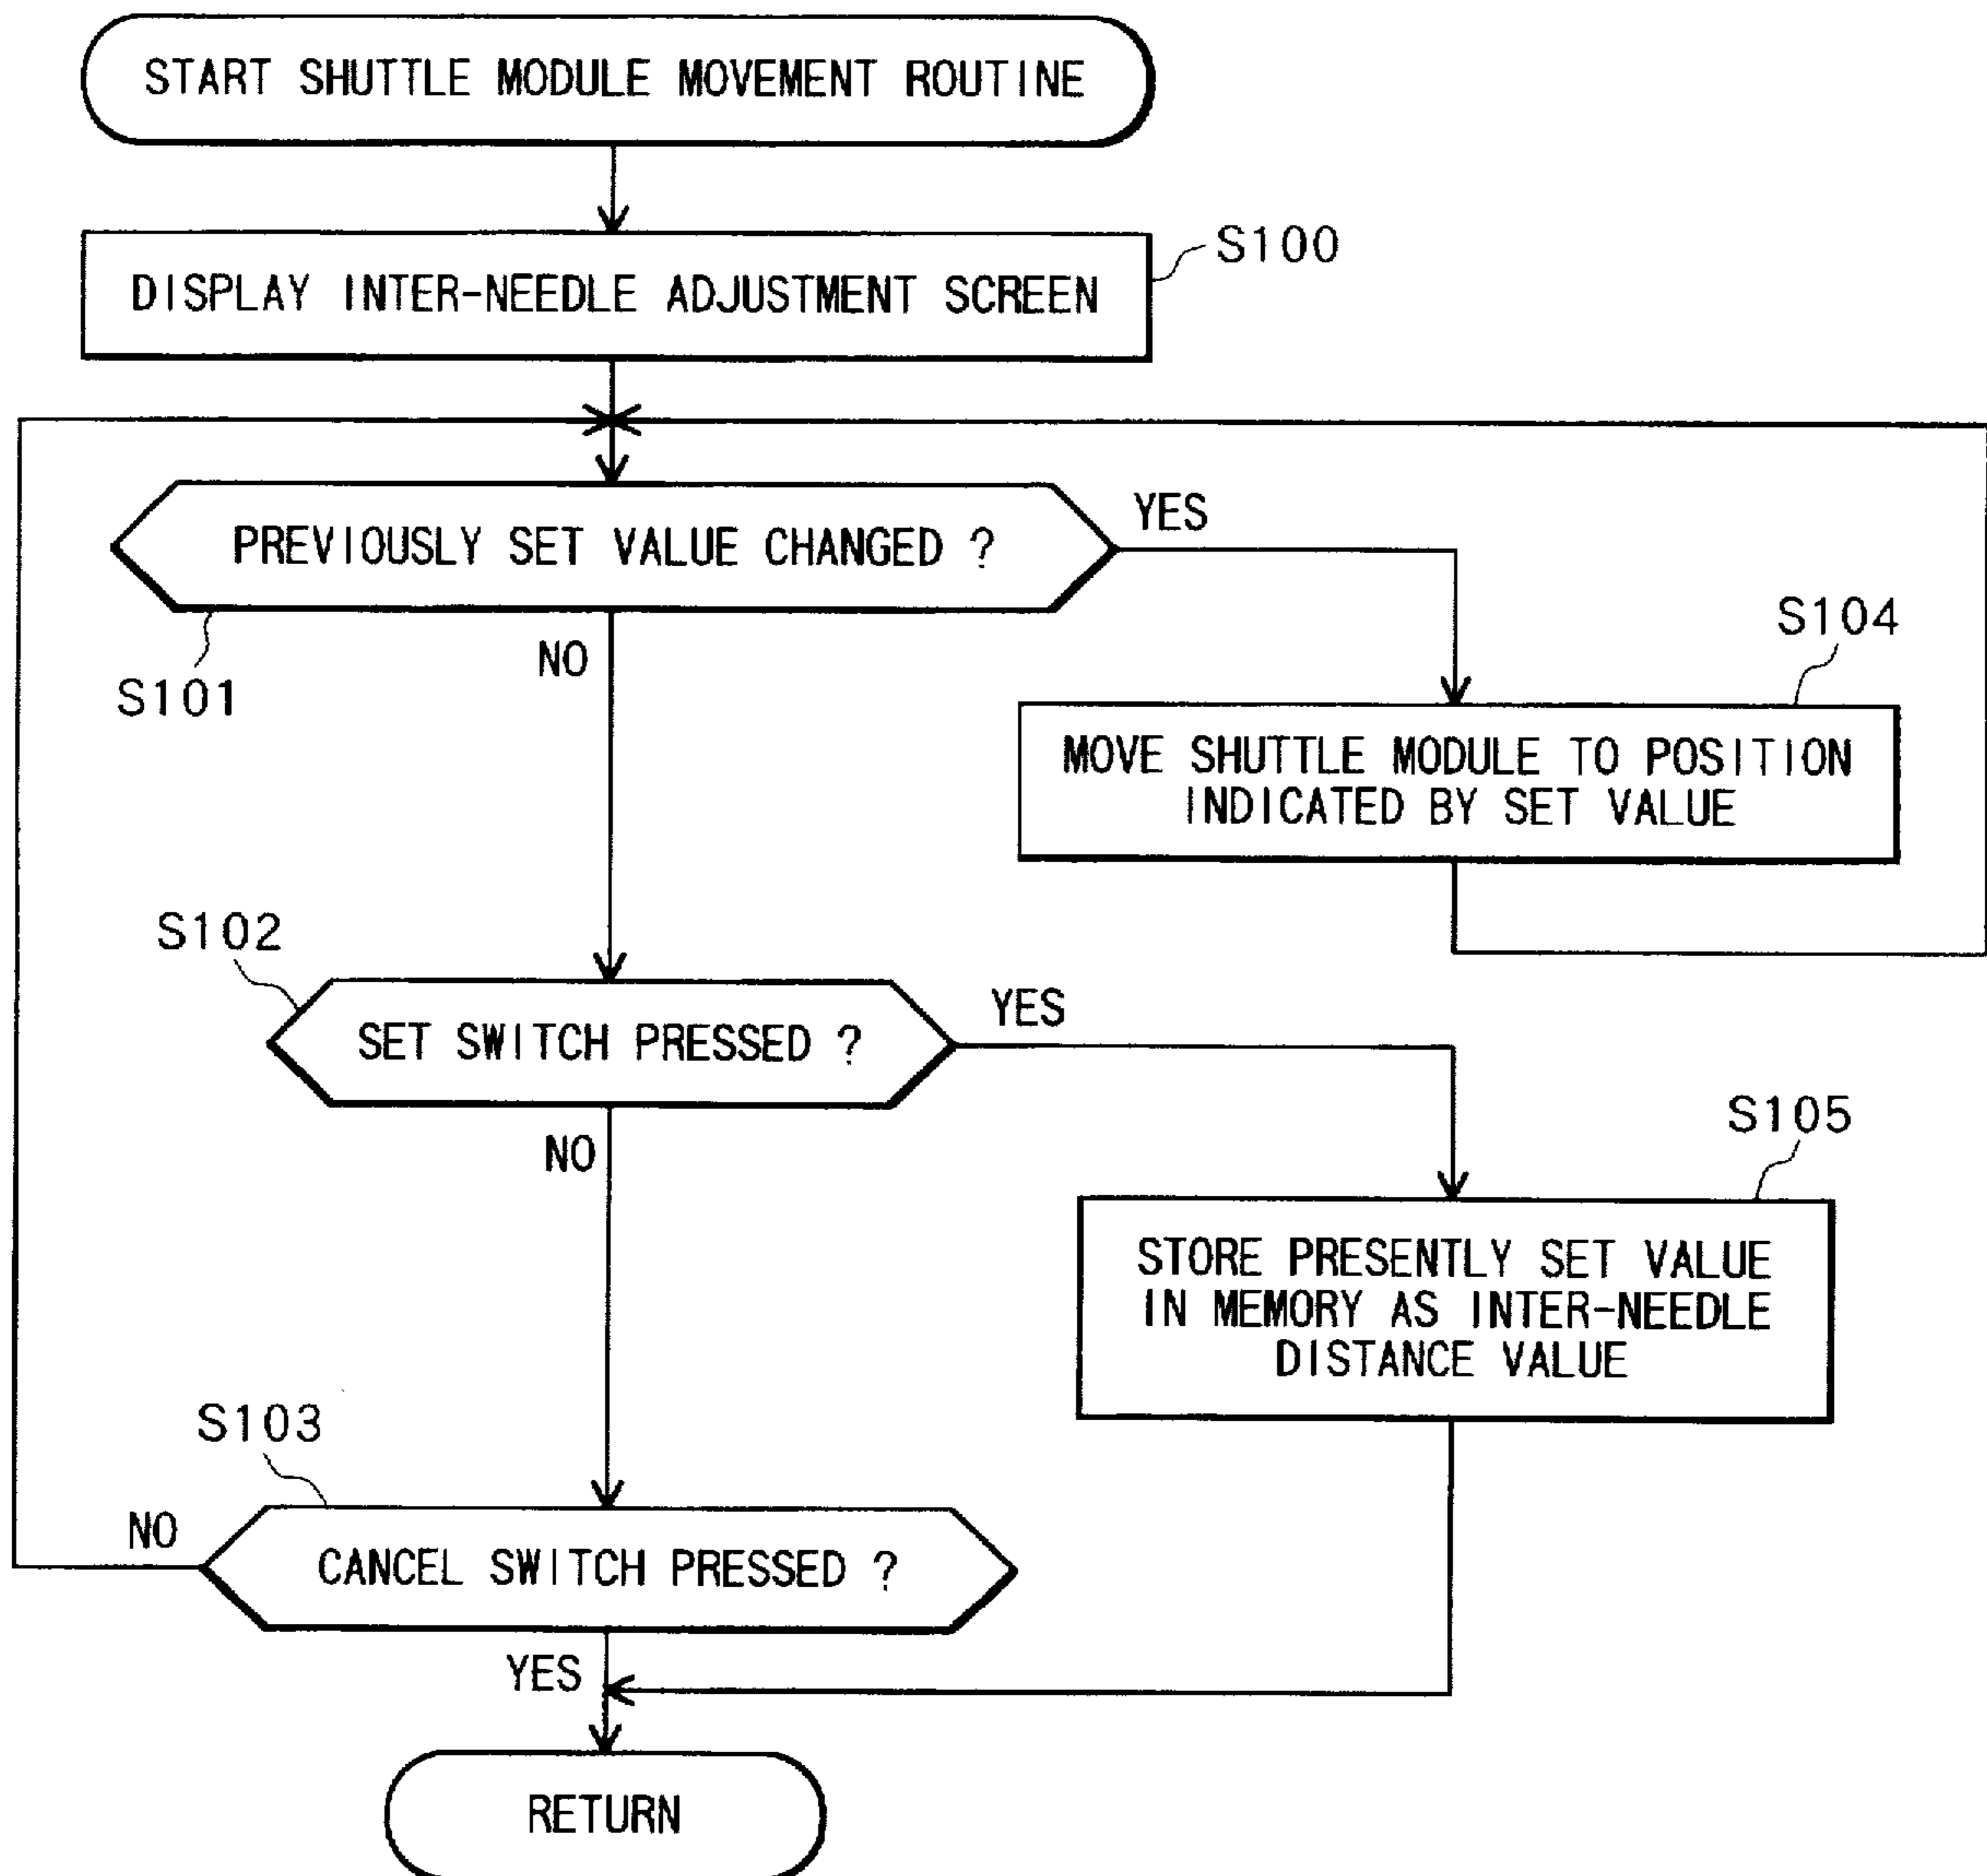 START SHUTTLE MODULE MOVEMENT ROUTINE
S100
DISPLAY INTER-NEEDLE ADJUSTMENT SCREEN
PREVIOUSLY SET VALUE CHANGED ?
YES
S101
NO
S104
MOVE SHUTTLE MODULE TO POSITION
INDICATED BY SET VALUE
S102
SET SWITCH PRESSED ?
YES
NO
S105
STORE PRESENTLY SET VALUE
IN MEMORY AS INTER-NEEDLE
DISTANCE VALUE
S103
NO
CANCEL SWITCH PRESSED ?
YES
RETURN